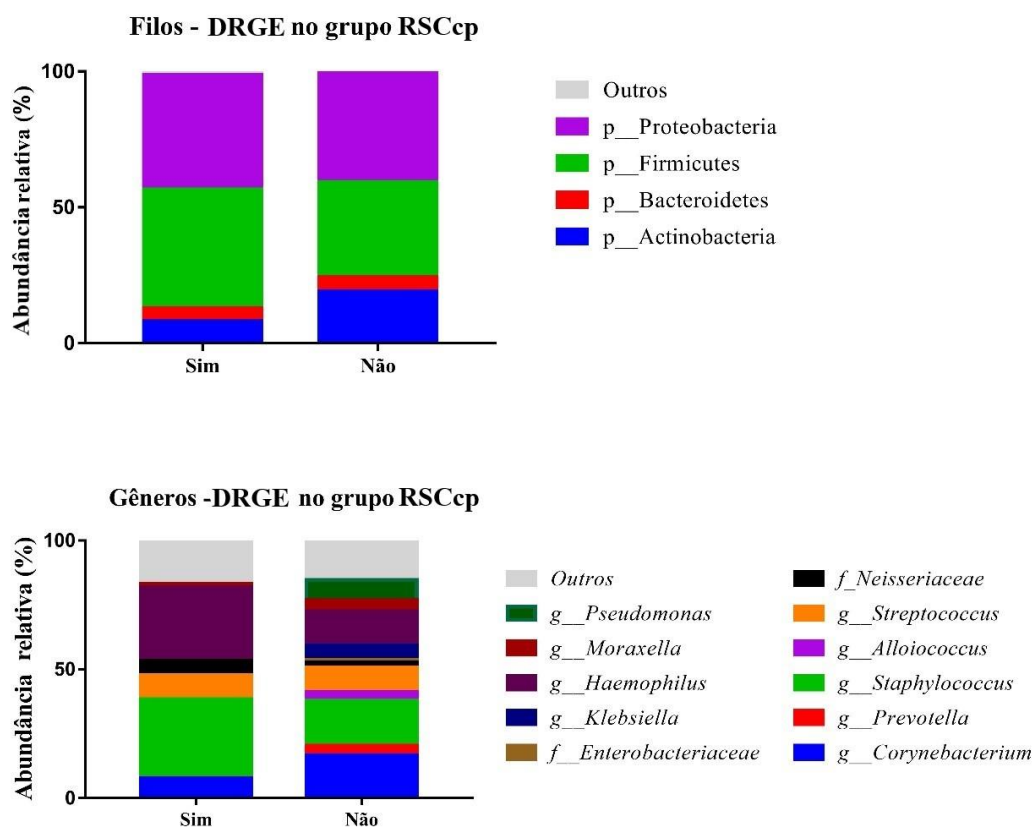 Filos - DRGE no grupo RSCcp
Abundância relativa (%)
100
50
0
Sim
Não
Outros
p__Proteobacteria
p__Firmicutes
p__Bacteroidetes
p__Actinobacteria
Gêneros -DRGE no grupo RSCcp
Abundância relativa (%)
100
50
0
Sim
Não
Outros
g__Pseudomonas
g__Moraxella
g__Haemophilus
g__Klebsiella
f__Enterobacteriaceae
f_Neisseriaceae
g__Streptococcus
g__Alloiococcus
g__Staphylococcus
g__Prevotella
g__Corynebacterium